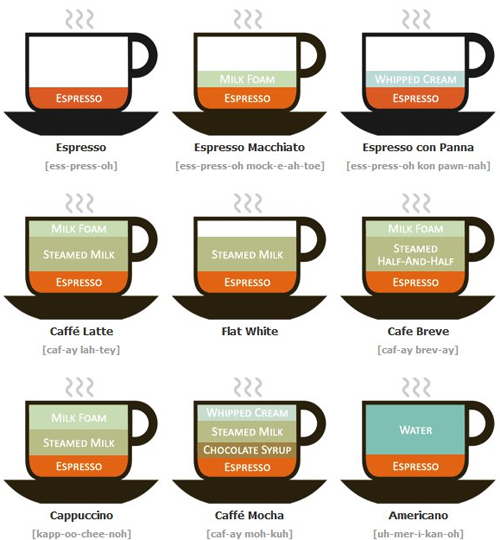 Espresso
Espresso
[ess-press-oh]
Milk Foam
Espresso
Espresso Macchiato
[ess-press-oh mock-e-ah-toe]
Whipped Cream
Espresso
Espresso con Panna
[ess-press-oh kon pawn-nah]
Milk Foam
Steamed Milk
Espresso
Caffé Latte
[caf-ay lah-tey]
Steamed Milk
Espresso
Flat White
Milk Foam
Steamed
Half-And-Half
Espresso
Cafe Breve
[caf-ay brev-ay]
Milk Foam
Steamed Milk
Espresso
Cappuccino
[kapp-oo-chee-noh]
Whipped Cream
Steamed Milk
Chocolate Syrup
Espresso
Caffé Mocha
[caf-ay moh-kuh]
Water
Espresso
Americano
[uh-mer-i-kan-oh]